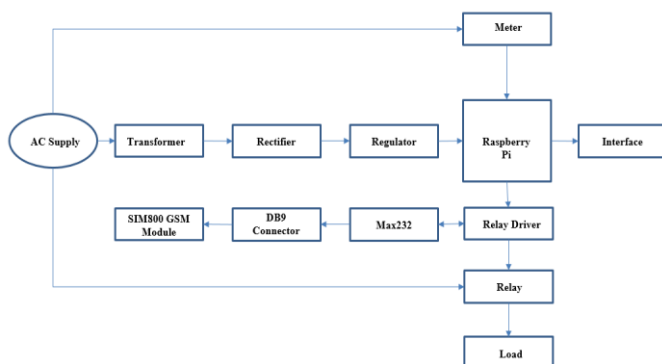 Meter
AC Supply
Transformer
Rectifier
Regulator
Raspberry
Pi
Interface
SIM800 GSM
Module
DB9
Connector
Max232
Relay Driver
Relay
Load